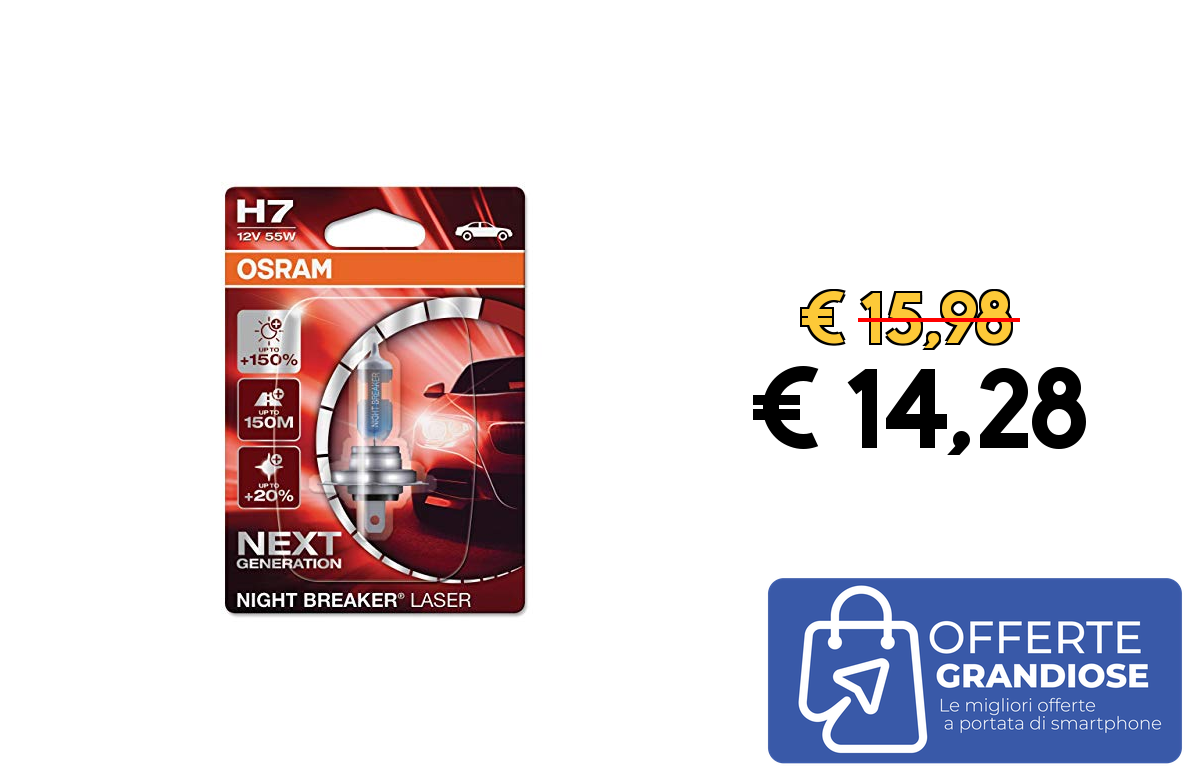 H7
12V 55W
OSRAM
UP TO
+150%
UP TO
150M
UP TO
+20%
NIGHT BREAKER
NEXT
GENERATION
NIGHT BREAKER® LASER
€ 15,98
€ 14,28
OFFERTE
GRANDIOSE
Le migliori offerte
a portata di smartphone